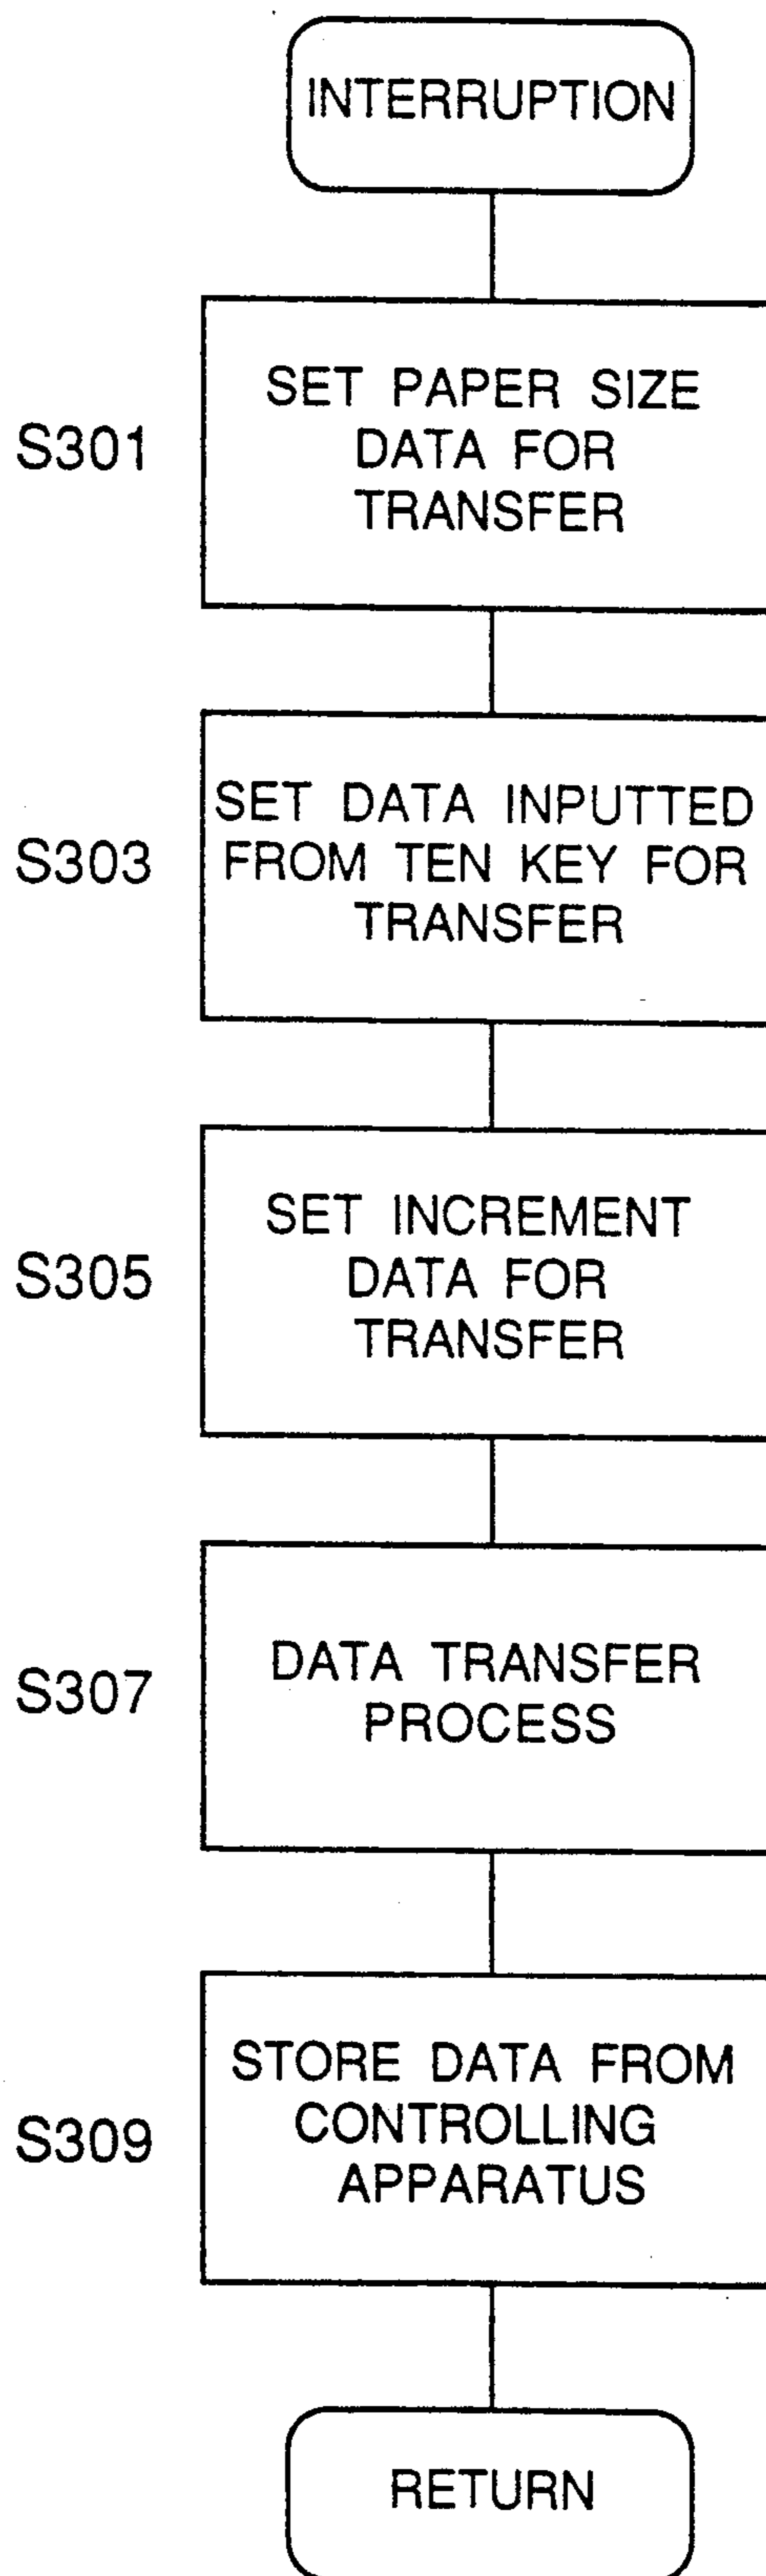 INTERRUPTION
S301
SET PAPER SIZE
DATA FOR
TRANSFER
S303
SET DATA INPUTTED
FROM TEN KEY FOR
TRANSFER
S305
SET INCREMENT
DATA FOR
TRANSFER
S307
DATA TRANSFER
PROCESS
S309
STORE DATA FROM
CONTROLLING
APPARATUS
RETURN